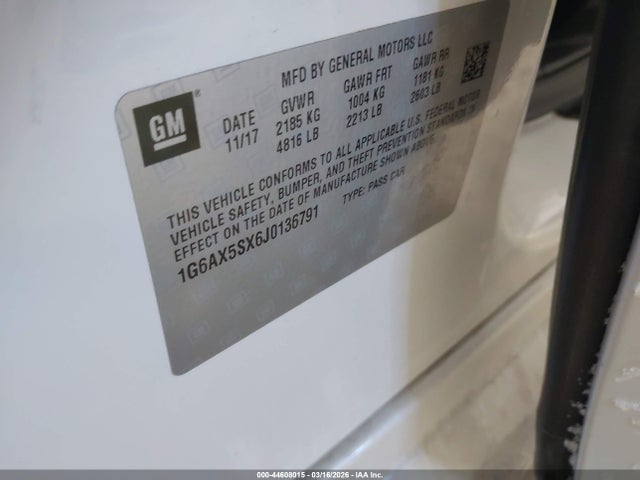 GM ®
MFD BY GENERAL MOTORS LLC
DATE GVWR GAWR FRT GAWR RR
11/17 2185 KG 1004 KG 1181 KG
4816 LB 2213 LB 2603 LB
THIS VEHICLE CONFORMS TO ALL APPLICABLE U.S. FEDERAL MOTOR
VEHICLE SAFETY, BUMPER, AND THEFT PREVENTION STANDARDS IN
EFFECT ON THE DATE OF MANUFACTURE SHOWN ABOVE.
1G6AX5SX6J0136791 TYPE: PASS CAR
000-44608015 - 03/16/2026 - IAA Inc.